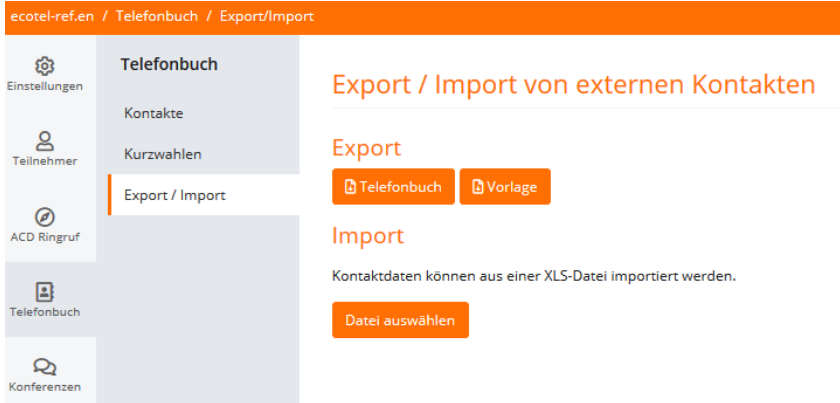 ecotel-ref.en / Telefonbuch / Export/Import
Einstellungen
Teilnehmer
ACD Ringruf
Telefonbuch
Konferenzen
Telefonbuch
Kontakte
Kurzwahlen
Export / Import
Export / Import von externen Kontakten
Export
Telefonbuch
Vorlage
Import
Kontaktdaten können aus einer XLS-Datei importiert werden.
Datei auswählen